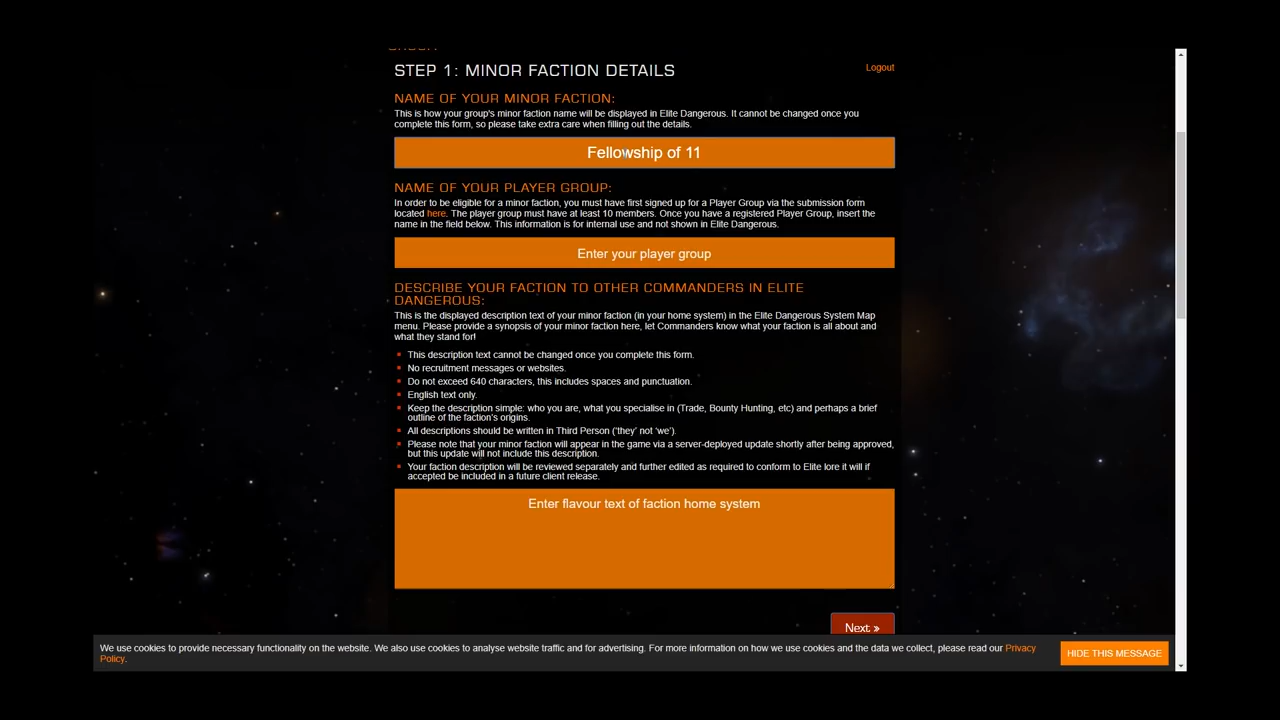 STEP 1: MINOR FACTION DETAILS
Logout
NAME OF YOUR MINOR FACTION:
This is how your group's minor faction name will be displayed in Elite Dangerous. It cannot be changed once you
complete this form, so please take extra care when filling out the details.
Fellowship of 11
NAME OF YOUR PLAYER GROUP:
In order to be eligible for a minor faction, you must have first signed up for a Player Group via the submission form
located here. The player group must have at least 10 members. Once you have a registered Player Group, insert the
name in the field below. This information is for internal use and not shown in Elite Dangerous.
Enter your player group
DESCRIBE YOUR FACTION TO OTHER COMMANDERS IN ELITE
DANGEROUS:
This is the displayed description text of your minor faction (in your home system) in the Elite Dangerous System Map
menu. Please provide a synopsis of your minor faction here, let Commanders know what your faction is all about and
what they stand for!
This description text cannot be changed once you complete this form.
No recruitment messages or websites.
Do not exceed 640 characters, this includes spaces and punctuation.
English text only.
Keep the description simple: who you are, what you specialise in (Trade, Bounty Hunting, etc) and perhaps a brief
outline of the faction's origins.
All descriptions should be written in Third Person ('they' not 'we').
Please note that your minor faction will appear in the game via a server-deployed update shortly after being approved,
but this update will not include this description.
Your faction description will be reviewed separately and further edited as required to conform to Elite lore it will if
accepted be included in a future client release.
Enter flavour text of faction home system
Next »
We use cookies to provide necessary functionality on the website. We also use cookies to analyse website traffic and for advertising. For more information on how we use cookies and the data we collect, please read our Privacy
Policy.
HIDE THIS MESSAGE